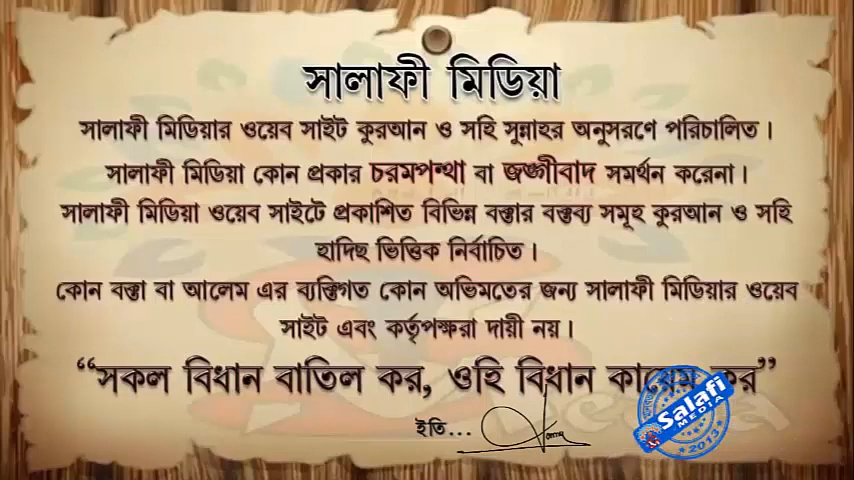 সালাফী মিডিয়া
সালাফী মিডিয়ার ওয়েব সাইট কুরআন ও সহি সুন্নাহর অনুসরণে পরিচালিত।
সালাফী মিডিয়া কোন প্রকার চরমপন্থা বা জঙ্গীবাদ সমর্থন করেনা।
সালাফী মিডিয়া ওয়েব সাইটে প্রকাশিত বিভিন্ন বক্তার বক্তব্য সমূহ কুরআন ও সহি
হাদিছ ভিত্তিক নির্বাচিত।
কোন বক্তা বা আলেম এর ব্যক্তিগত কোন অভিমতের জন্য সালাফী মিডিয়ার ওয়েব
সাইট এবং কর্তৃপক্ষরা দায়ী নয়।
“সকল বিধান বাতিল কর, ওহি বিধান কায়েম কর”
ইতি...
Salafi
MEDIA
2013